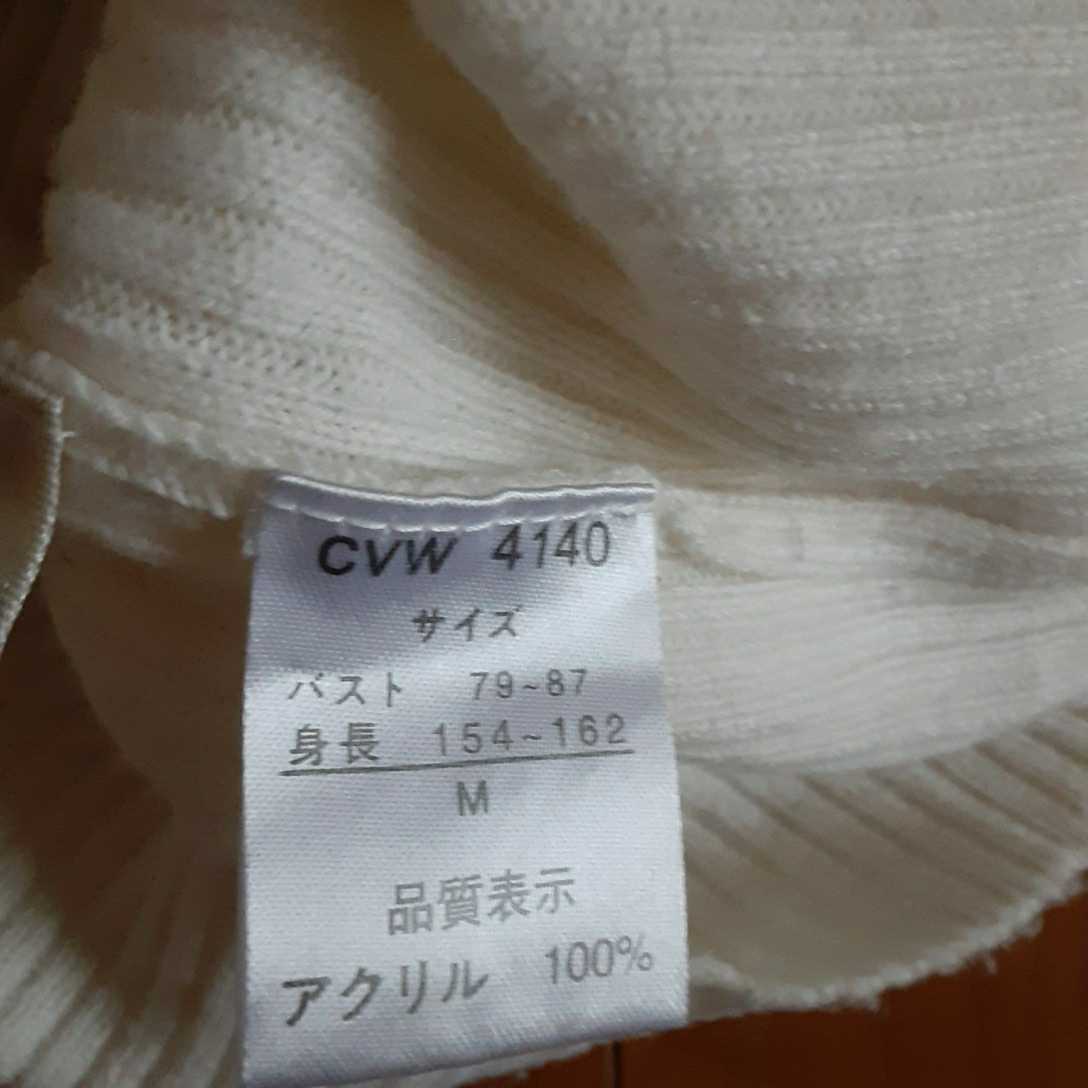 CVW 4140
サイズ
バスト 79~87
身長 154~162
M
品質表示
アクリル 100%